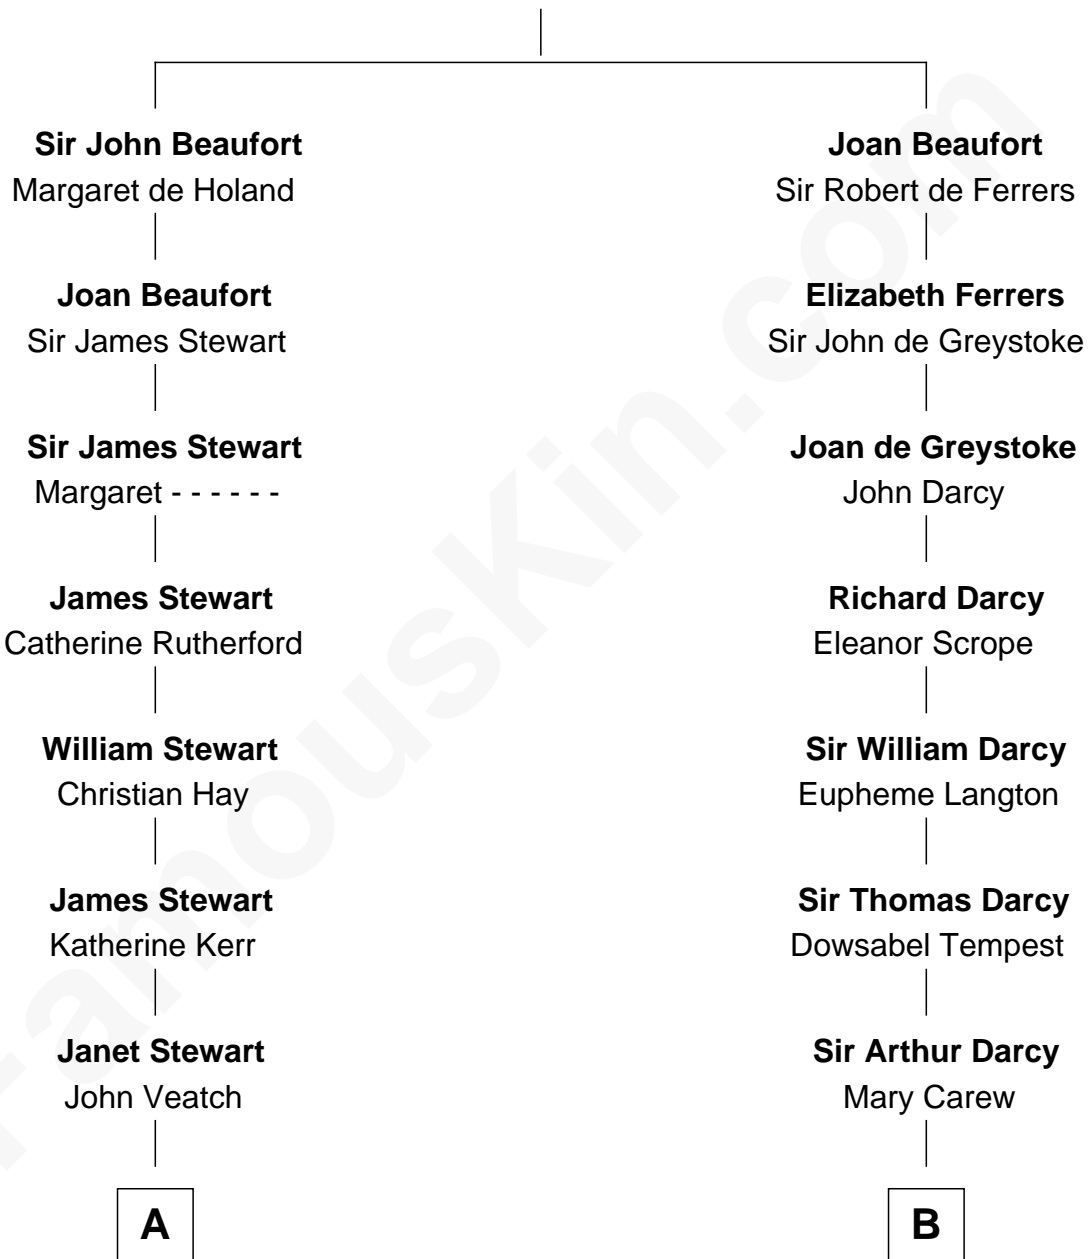 Sir John Beaufort
Margaret de Holand
Joan Beaufort
Sir James Stewart
Sir James Stewart
Margaret - - - - - -
James Stewart
Catherine Rutherford
William Stewart
Christian Hay
James Stewart
Katherine Kerr
Janet Stewart
John Veatch
A
Joan Beaufort
Sir Robert de Ferrers
Elizabeth Ferrers
Sir John de Greystoke
Joan de Greystoke
John Darcy
Richard Darcy
Eleanor Scrope
Sir William Darcy
Eupheme Langton
Sir Thomas Darcy
Dowsabel Tempest
Sir Arthur Darcy
Mary Carew
B
FamousKin.com